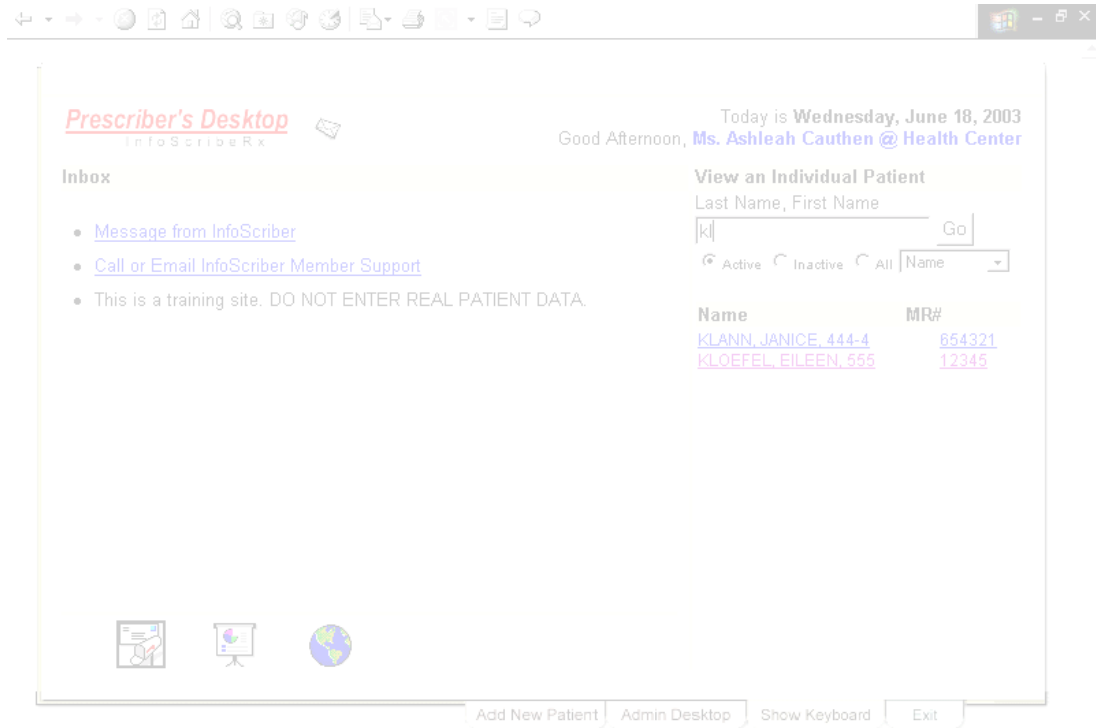 Prescriber's Desktop
InfoScribeRx
Today is Wednesday, June 18, 2003
Good Afternoon, Ms. Ashleah Cauthen @ Health Center
Inbox
Message from InfoScriber
Call or Email InfoScriber Member Support
This is a training site. DO NOT ENTER REAL PATIENT DATA.
View an Individual Patient
Last Name, First Name
kl Go
Active Inactive All Name
Name MR#
KLANN, JANICE, 444-4 654321
KLOEFEL, EILEEN, 555 12345
Add New Patient Admin Desktop Show Keyboard Exit